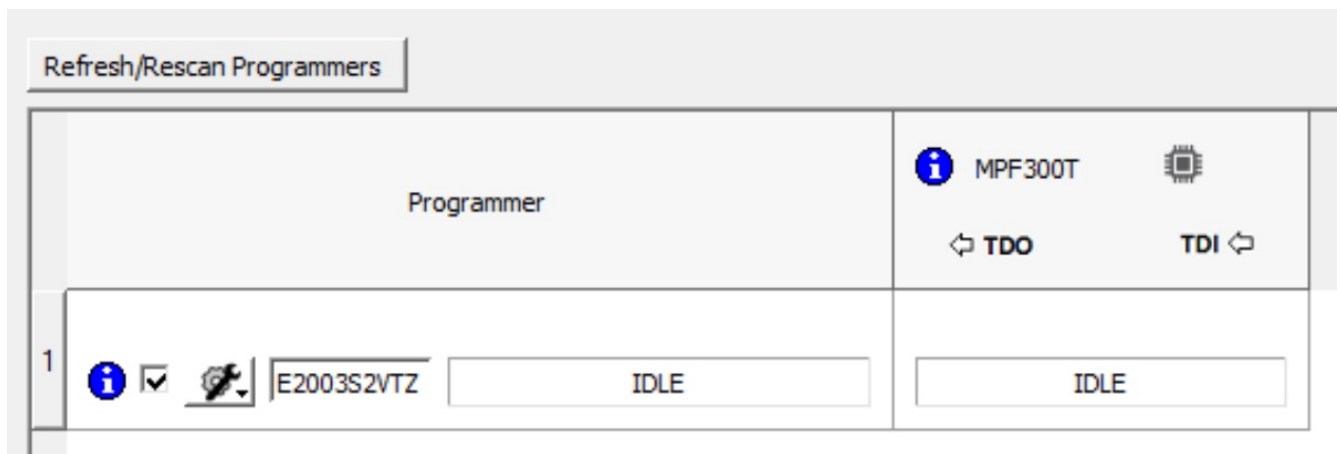 Refresh/Rescan Programmers
Programmer
MPF300T
TDO TDI
1
E2003S2VTZ IDLE IDLE